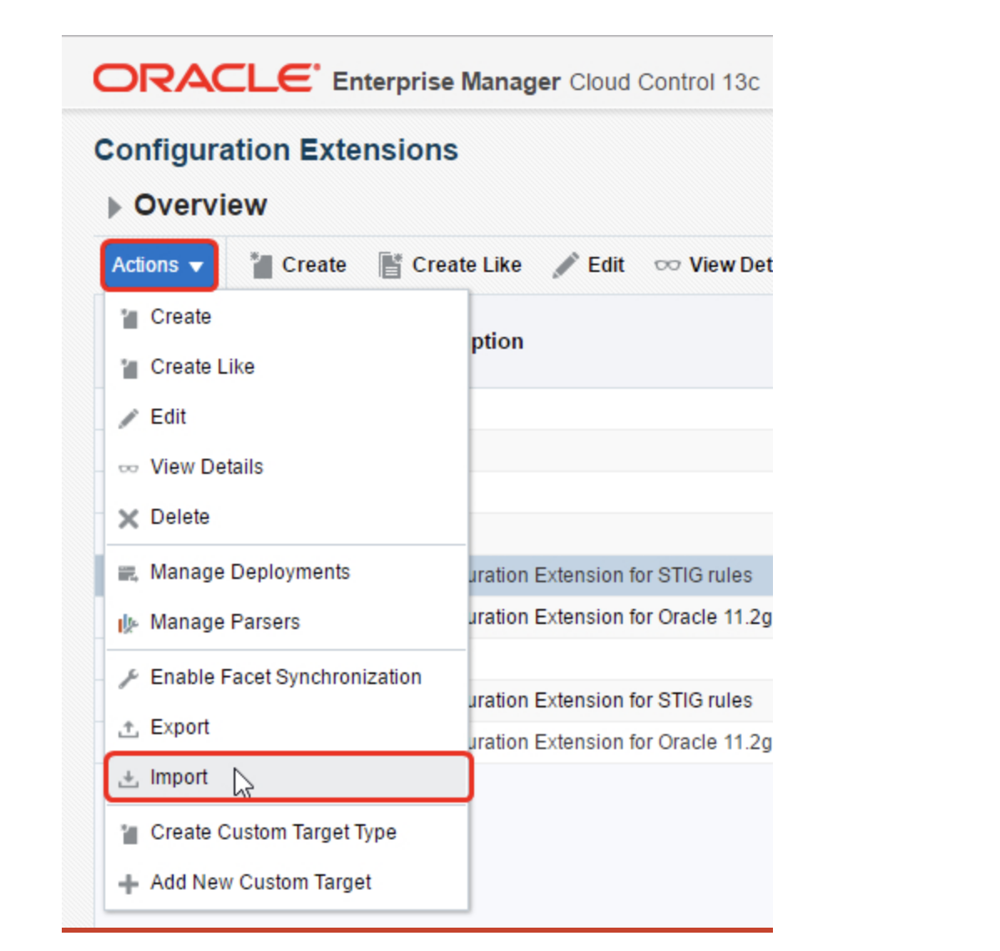 ORACLE Enterprise Manager Cloud Control 13c
Configuration Extensions
Overview
Actions Create Create Like Edit View Det
Create
ption
Create Like
Edit
View Details
Delete
Manage Deployments
uration Extension for STIG rules
Manage Parsers
uration Extension for Oracle 11.2g
Enable Facet Synchronization
uration Extension for STIG rules
Export
uration Extension for Oracle 11.2g
Import
Create Custom Target Type
Add New Custom Target